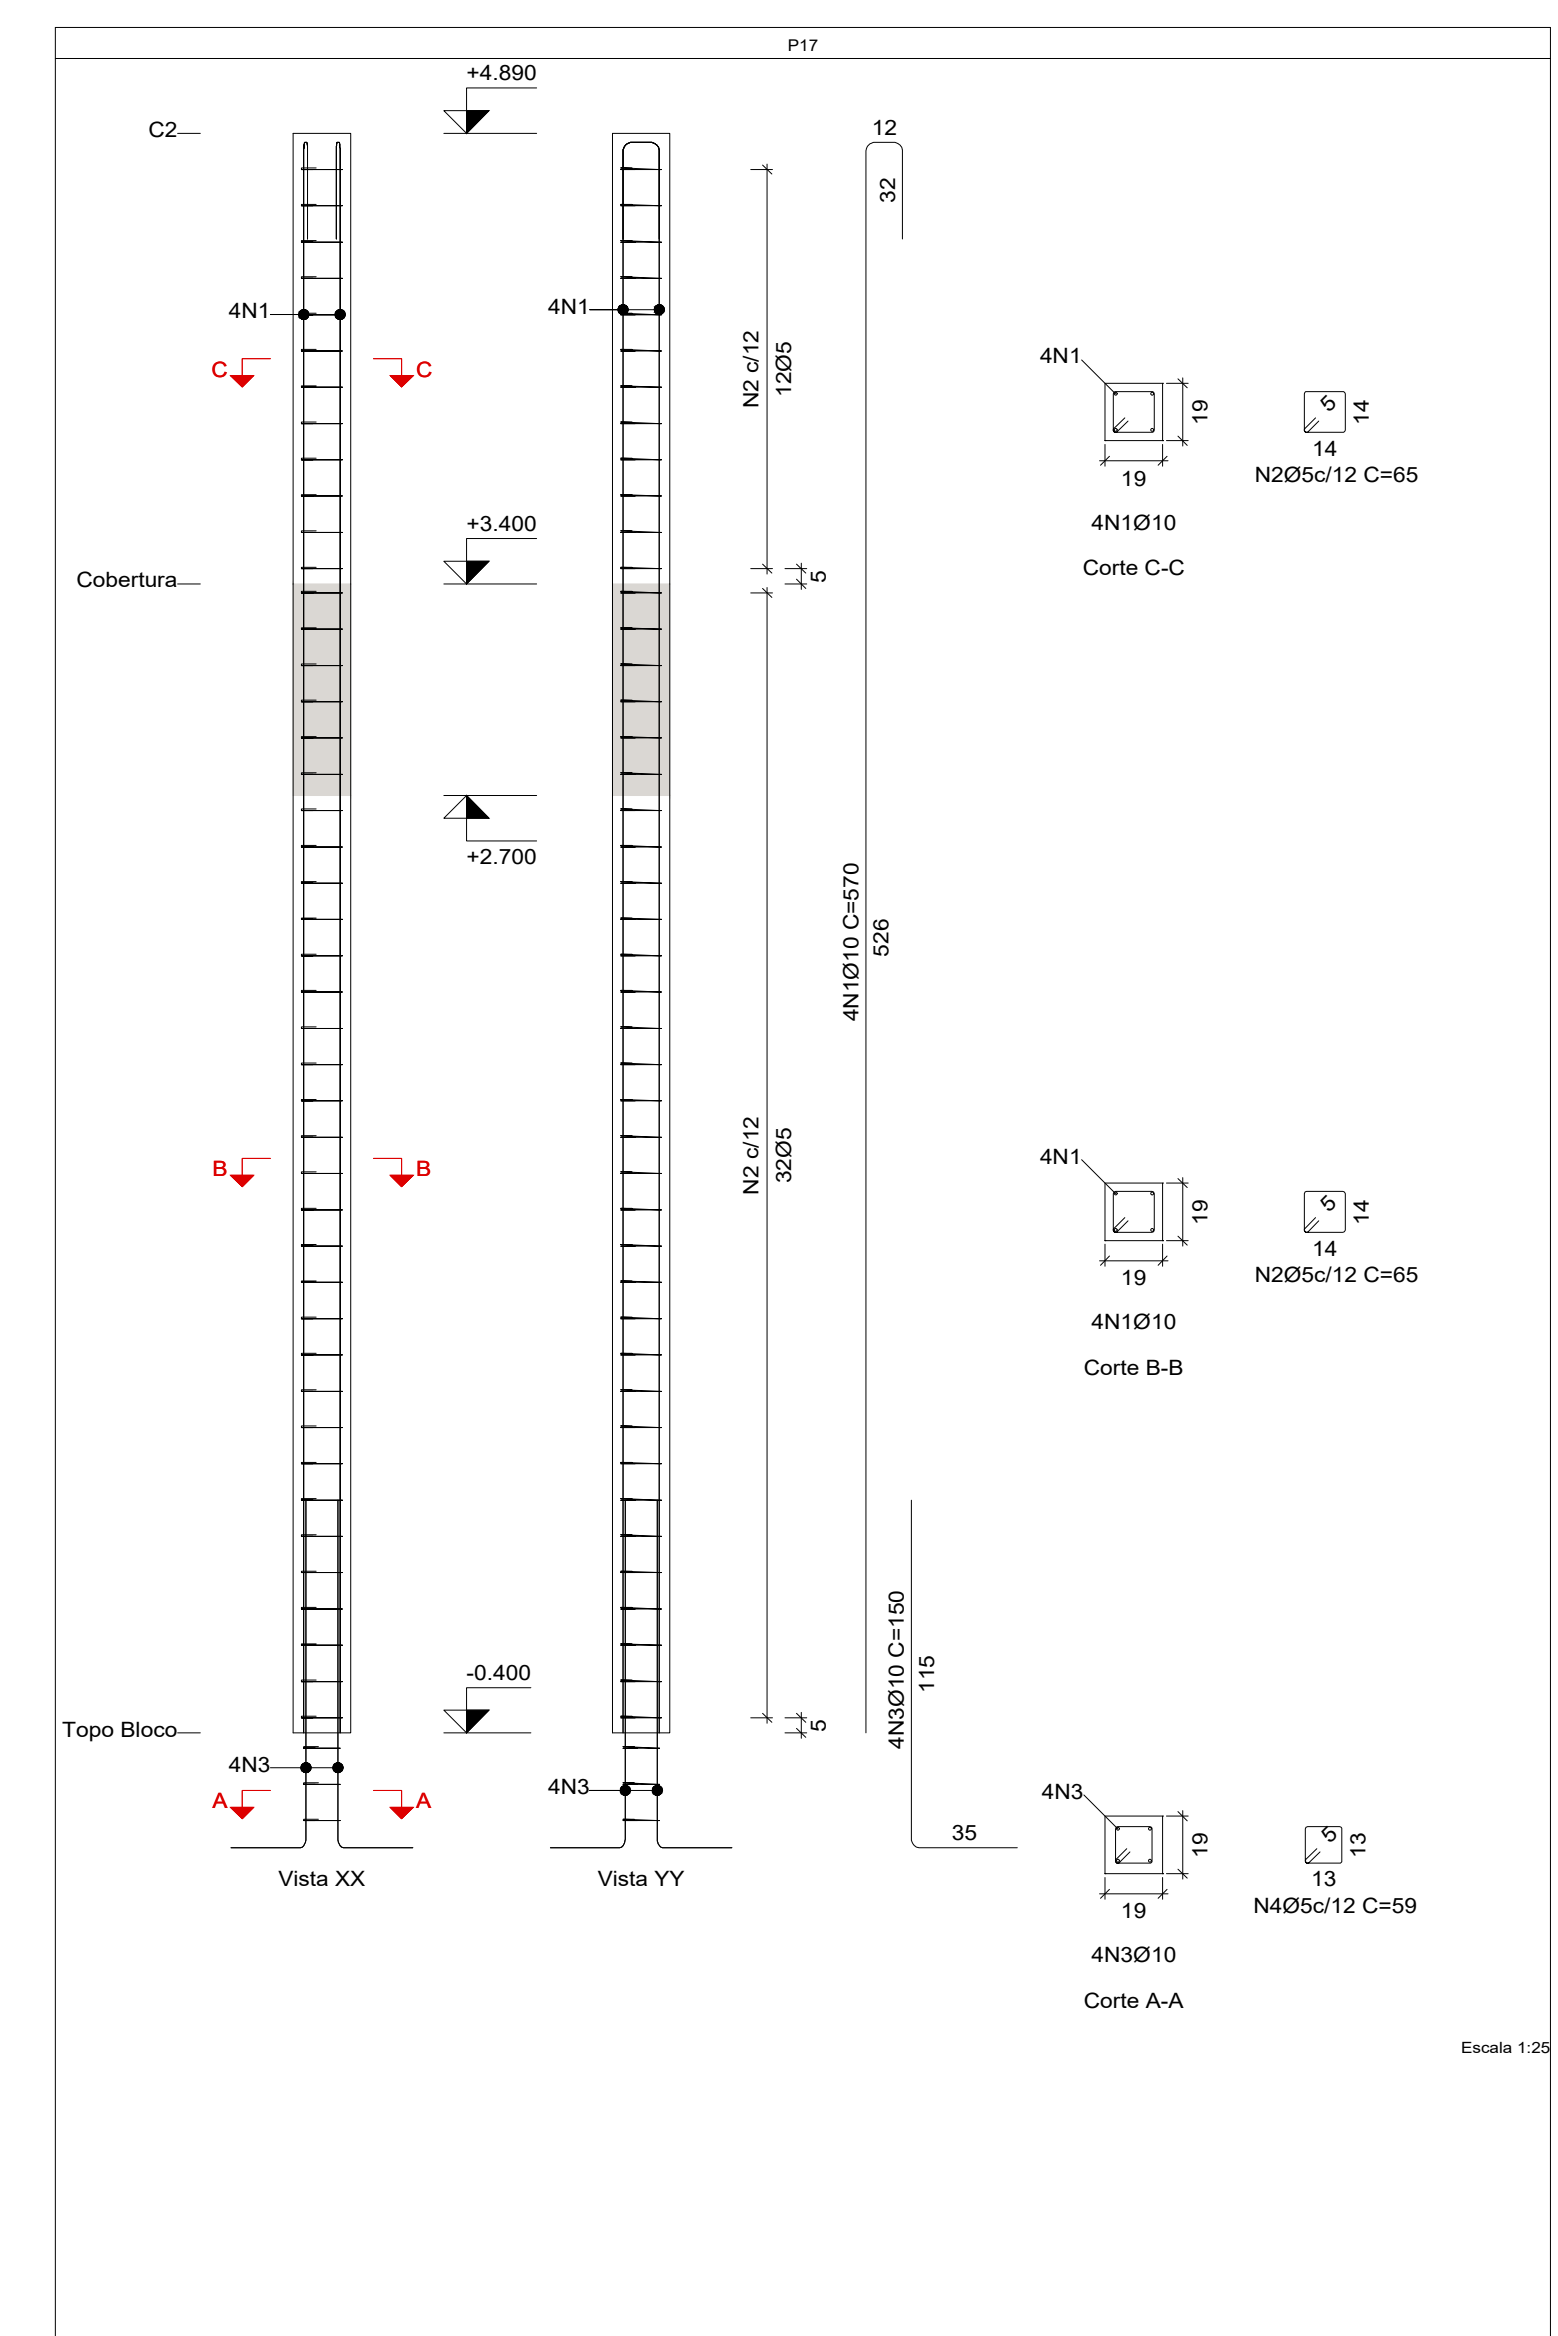 P17
+4.890
C2
12
32
4N1
4N1
N2 c/12
12Ø5
C
C
4N1
19
19
5
14
14
N2Ø5c/12 C=65
4N1Ø10
Corte C-C
+3.400
Cobertura
5
+2.700
4N1Ø10 C=570
526
N2 c/12
32Ø5
B
B
4N1
19
19
5
14
14
N2Ø5c/12 C=65
4N1Ø10
Corte B-B
4N3Ø10 C=150
115
-0.400
Topo Bloco
5
4N3
4N3
A
A
35
4N3
19
19
5
13
13
N4Ø5c/12 C=59
4N3Ø10
Corte A-A
Vista XX
Vista YY
Escala 1:25